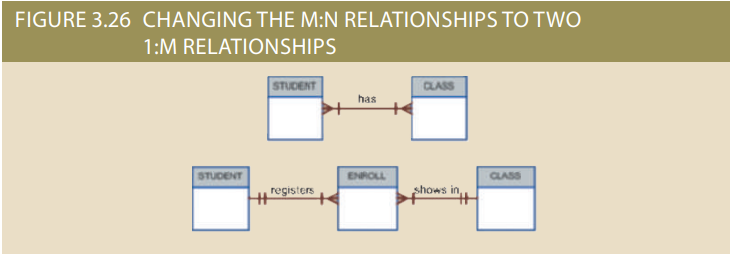 FIGURE 3.26 CHANGING THE M:N RELATIONSHIPS TO TWO
1:M RELATIONSHIPS
STUDENT
CLASS
has
STUDENT
ENROLL
CLASS
registers
shows in